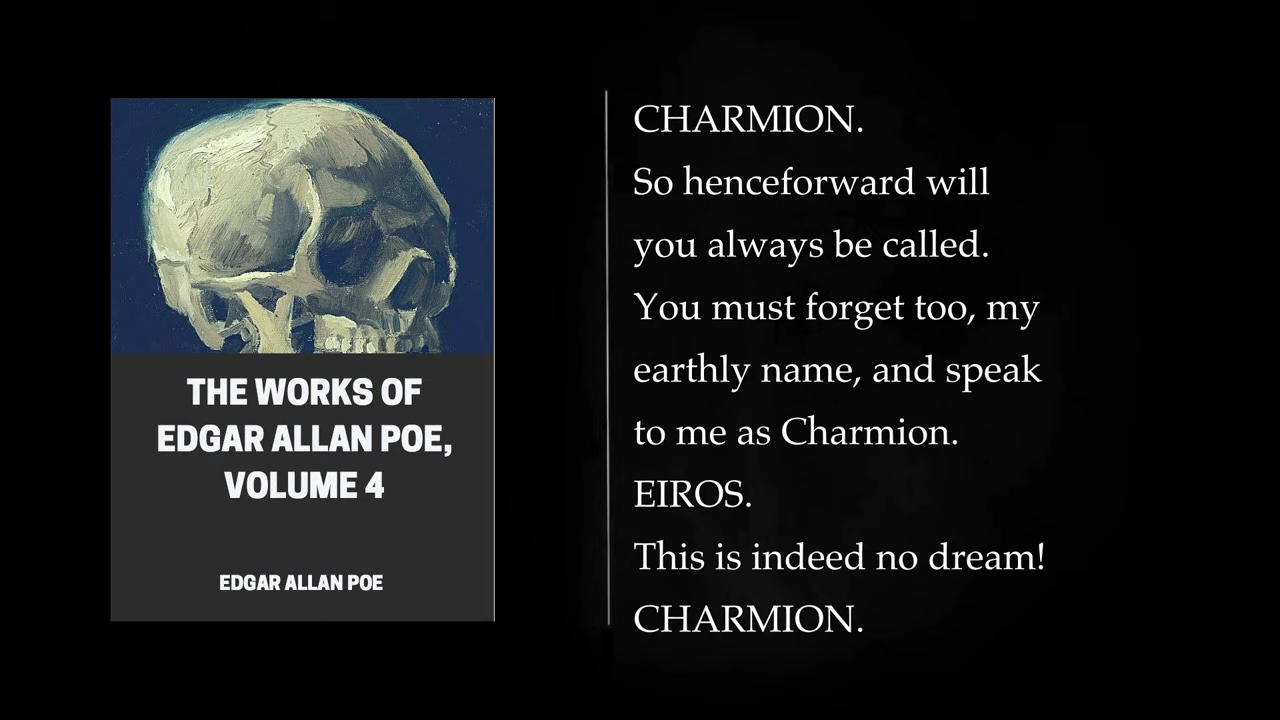 THE WORKS OF
EDGAR ALLAN POE,
VOLUME 4
EDGAR ALLAN POE
CHARMION.
So henceforward will
you always be called.
You must forget too, my
earthly name, and speak
to me as Charmion.
EIROS.
This is indeed no dream!
CHARMION.